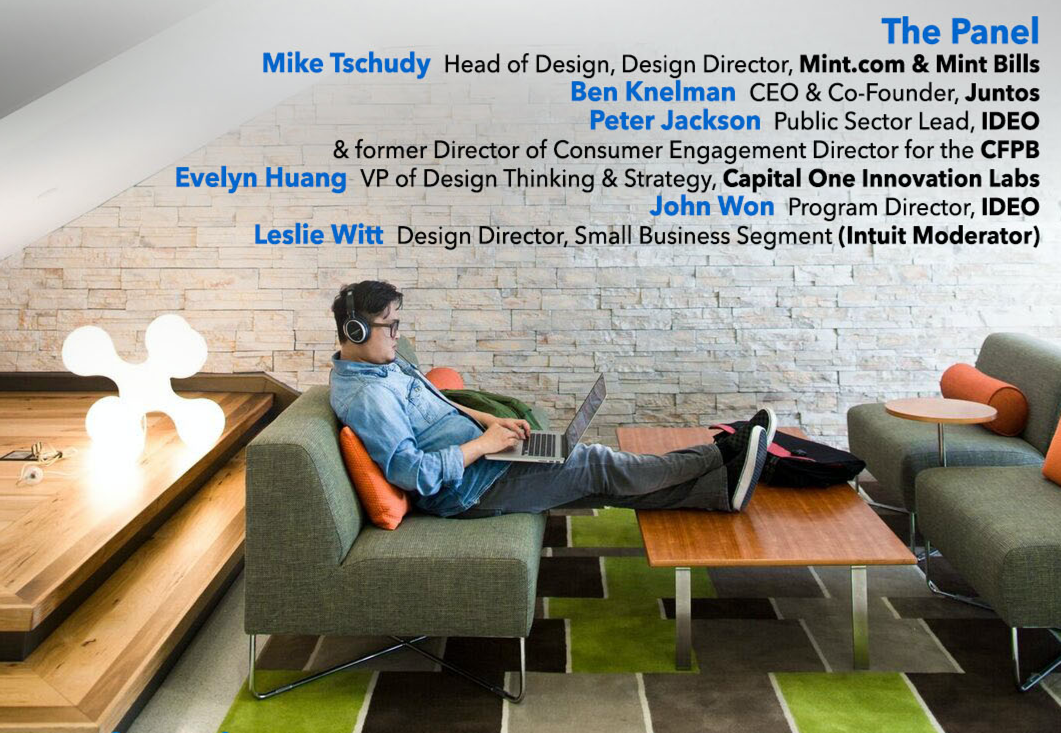 The Panel
Mike Tschudy Head of Design, Design Director, Mint.com & Mint Bills
Ben Knelman CEO & Co-Founder, Juntos
Peter Jackson Public Sector Lead, IDEO
& former Director of Consumer Engagement Director for the CFPB
Evelyn Huang VP of Design Thinking & Strategy, Capital One Innovation Labs
John Won Program Director, IDEO
Leslie Witt Design Director, Small Business Segment (Intuit Moderator)